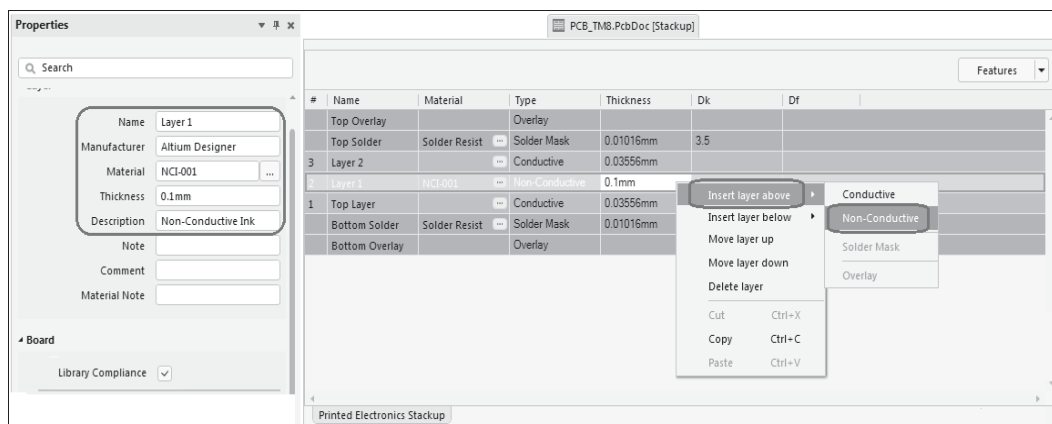 Properties
Search
Name Layer 1
Manufacturer Altium Designer
Material NCI-001 ...
Thickness 0.1mm
Description Non-Conductive Ink
Note
Comment
Material Note
Board
Library Compliance
PCB_TM8.PcbDoc [Stackup]
Features
# Name Material Type Thickness Dk Df
Top Overlay Overlay
Top Solder Solder Resist ... Solder Mask 0.01016mm 3.5
3 Layer 2 ... Conductive 0.03556mm
2 Layer 1 NCI-001 ... Non-Conductive 0.1mm
1 Top Layer ... Conductive 0.03556mm
Bottom Solder Solder Resist ... Solder Mask 0.01016mm
Bottom Overlay Overlay
Insert layer above
Insert layer below
Move layer up
Move layer down
Delete layer
Cut Ctrl+X
Copy Ctrl+C
Paste Ctrl+V
Conductive
Non-Conductive
Solder Mask
Overlay
Printed Electronics Stackup